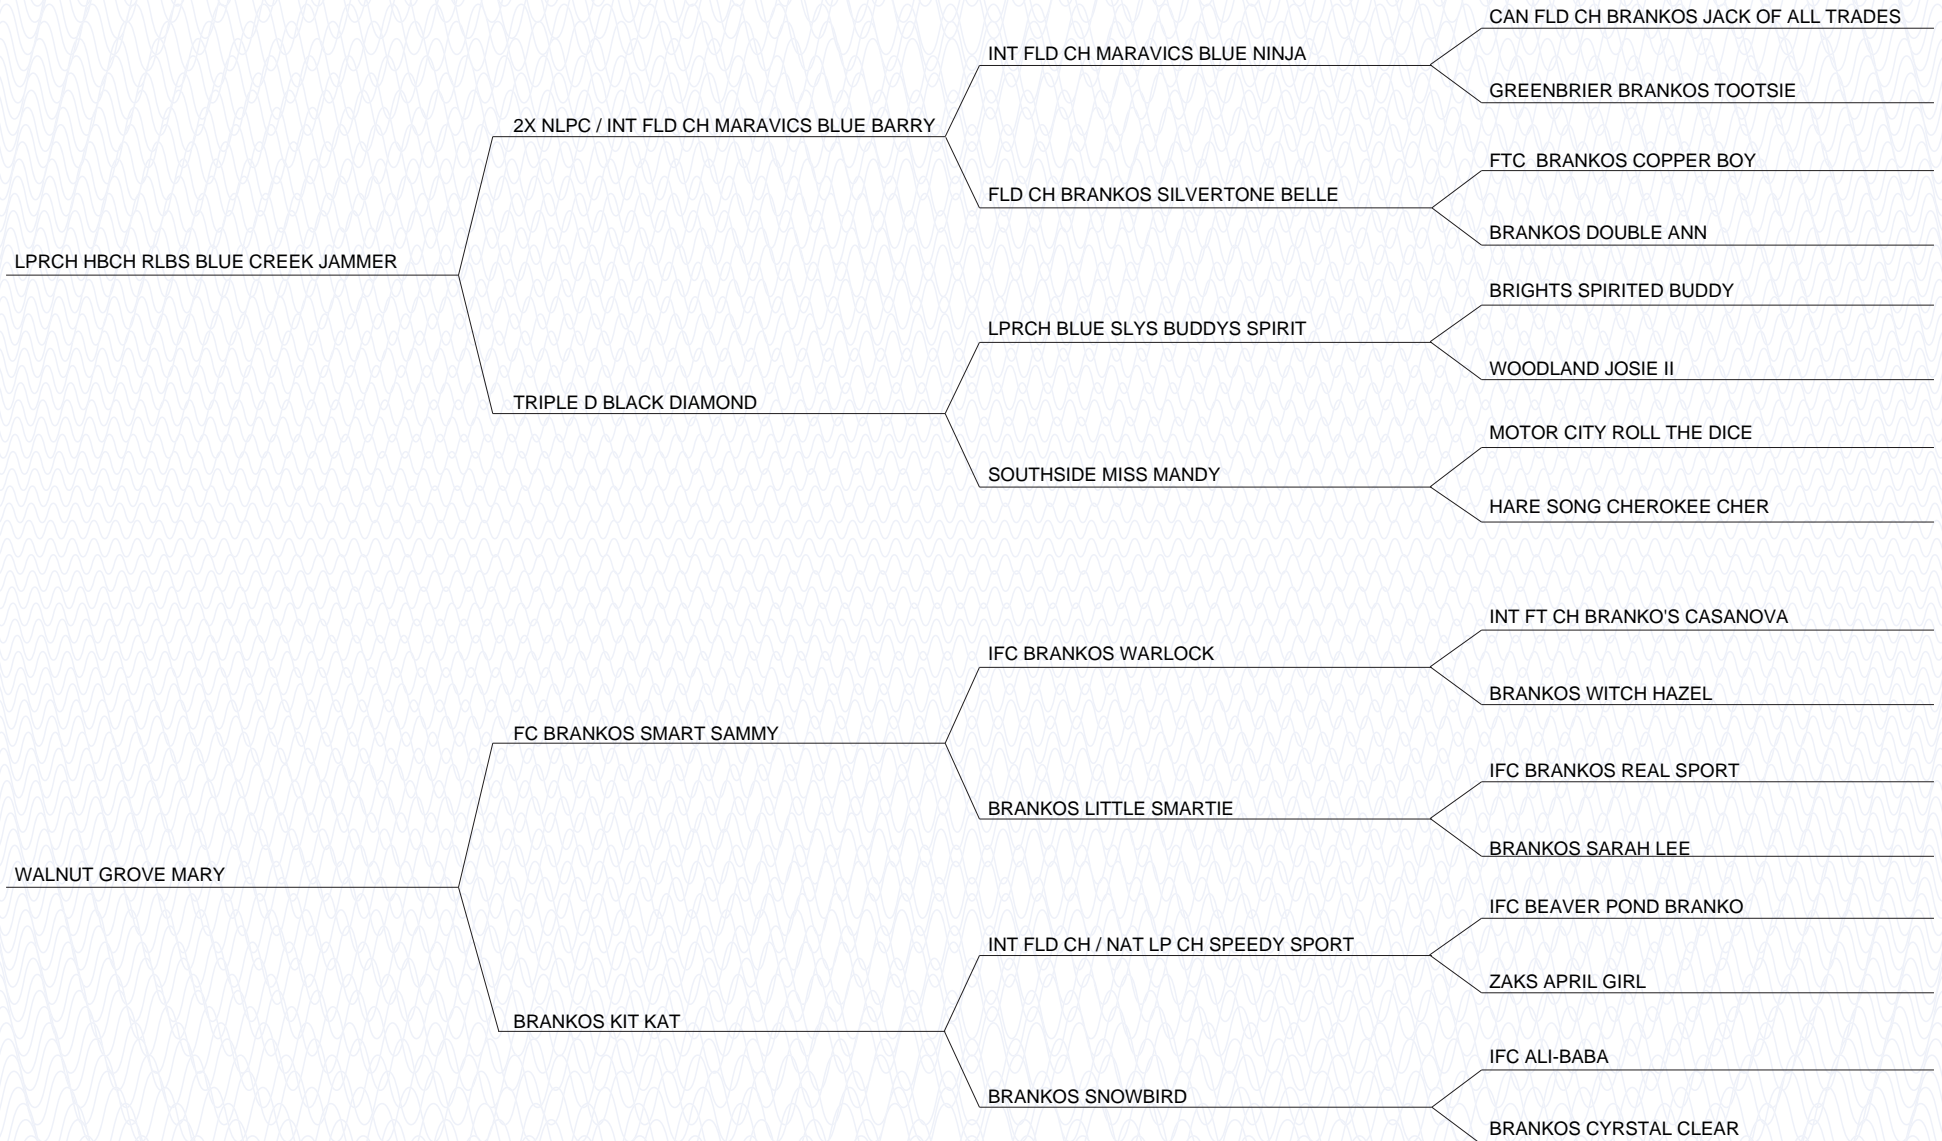 CAN FLD CH BRANKOS JACK OF ALL TRADES
INT FLD CH MARAVICS BLUE NINJA
GREENBRIER BRANKOS TOOTSIE
2X NLPC / INT FLD CH MARAVICS BLUE BARRY
FTC  BRANKOS COPPER BOY
FLD CH BRANKOS SILVERTONE BELLE
BRANKOS DOUBLE ANN
LPRCH HBCH RLBS BLUE CREEK JAMMER
BRIGHTS SPIRITED BUDDY
LPRCH BLUE SLYS BUDDYS SPIRIT
WOODLAND JOSIE II
TRIPLE D BLACK DIAMOND
MOTOR CITY ROLL THE DICE
SOUTHSIDE MISS MANDY
HARE SONG CHEROKEE CHER
INT FT CH BRANKO'S CASANOVA
IFC BRANKOS WARLOCK
BRANKOS WITCH HAZEL
FC BRANKOS SMART SAMMY
IFC BRANKOS REAL SPORT
BRANKOS LITTLE SMARTIE
BRANKOS SARAH LEE
WALNUT GROVE MARY
IFC BEAVER POND BRANKO
INT FLD CH / NAT LP CH SPEEDY SPORT
ZAKS APRIL GIRL
BRANKOS KIT KAT
IFC ALI-BABA
BRANKOS SNOWBIRD
BRANKOS CYRSTAL CLEAR